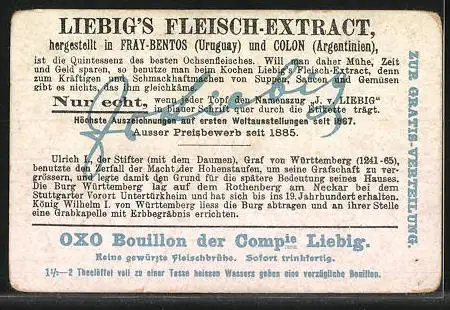 LIEBIG'S FLEISCH-EXTRACT,
hergestellt in FRAY-BENTOS (Uruguay) und COLON (Argentinien),
ist die Quintessenz des besten Ochsenfleisches. Will man daher Mühe, Zeit
und Geld sparen, so benutze man beim Kochen Liebig's Fleisch-Extract, denn
zum Kräftigen und Schmackhaftmachen von Suppen, Saucen und Gemüsen
gibt es nichts, ihm gleichkäme.
Nur echt, wenn jeder Topf den Namenszug "J. v. LIEBIG"
in blauer Schrift quer durch die Etikette trägt.
Höchste Auszeichnungen auf ersten Weltausstellungen seit 1867.
Ausser Preisbewerb seit 1885.
J v Liebig
Ulrich I., der Stifter (mit dem Daumen), Graf von Württemberg (1241-65),
benutzte den Zerfall der Macht der Hohenstaufen, um seine Grafschaft zu ver-
grössern, und legte damit den Grund für die spätere Bedeutung seines Hauses.
Die Burg Württemberg lag auf dem Rothenberg am Neckar bei dem
Stuttgarter Vorort Untertürkheim und hat sich bis ins 19. Jahrhundert erhalten.
König Wilhelm I. von Württemberg liess die Burg abtragen und an ihrer Stelle
eine Grabkapelle mit Erbbegräbnis errichten.
OXO Bouillon der Compie Liebig.
Reine gewürzte Fleischbrühe. Sofort trinkfertig.
1½—2 Theelöffel voll zu einer Tasse heissen Wassers geben eine vorzügliche Bouillon.
ZUR GRATIS-VERTEILUNG